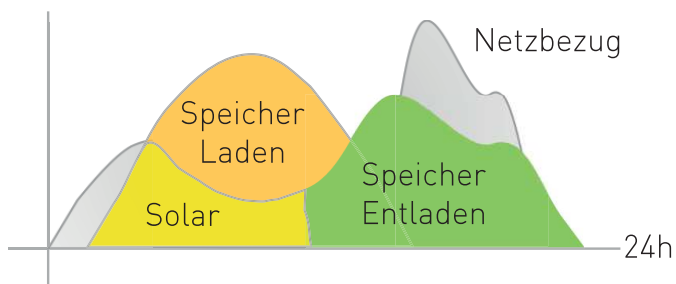 Netzbezug
Speicher
Laden
Speicher
Entladen
Solar
24h